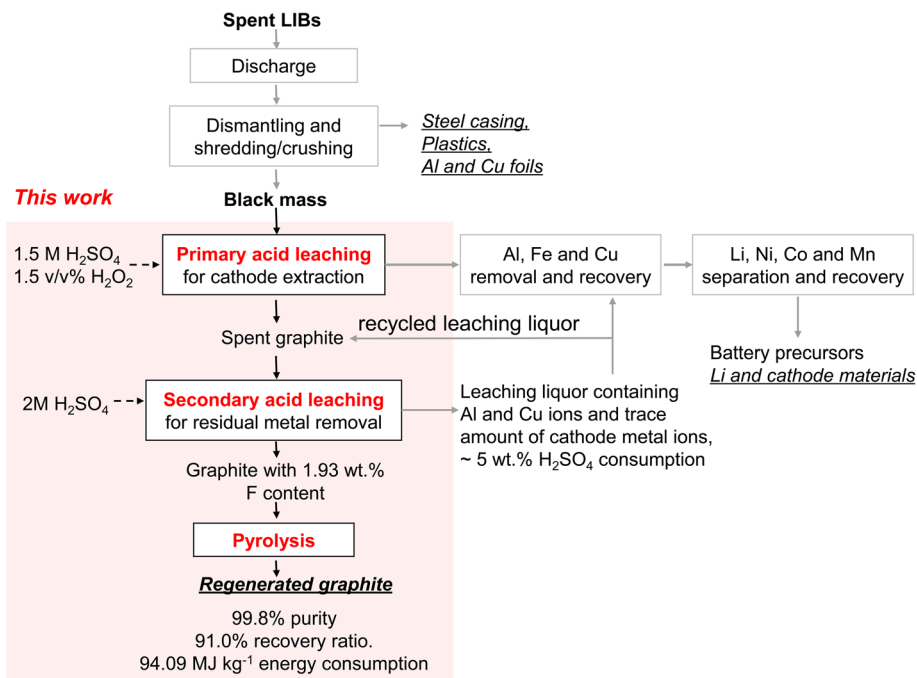 Spent LIBs
Discharge
Dismantling and
shredding/crushing
Steel casing,
Plastics,
Al and Cu foils
This work
Black mass
1.5 M H₂SO₄
1.5 v/v% H₂O₂
Primary acid leaching
for cathode extraction
Al, Fe and Cu
removal and recovery
Li, Ni, Co and Mn
separation and recovery
Spent graphite
recycled leaching liquor
Battery precursors
Li and cathode materials
2M H₂SO₄
Secondary acid leaching
for residual metal removal
Leaching liquor containing
Al and Cu ions and trace
amount of cathode metal ions,
~ 5 wt.% H₂SO₄ consumption
Graphite with 1.93 wt.%
F content
Pyrolysis
Regenerated graphite
99.8% purity
91.0% recovery ratio.
94.09 MJ kg⁻¹ energy consumption